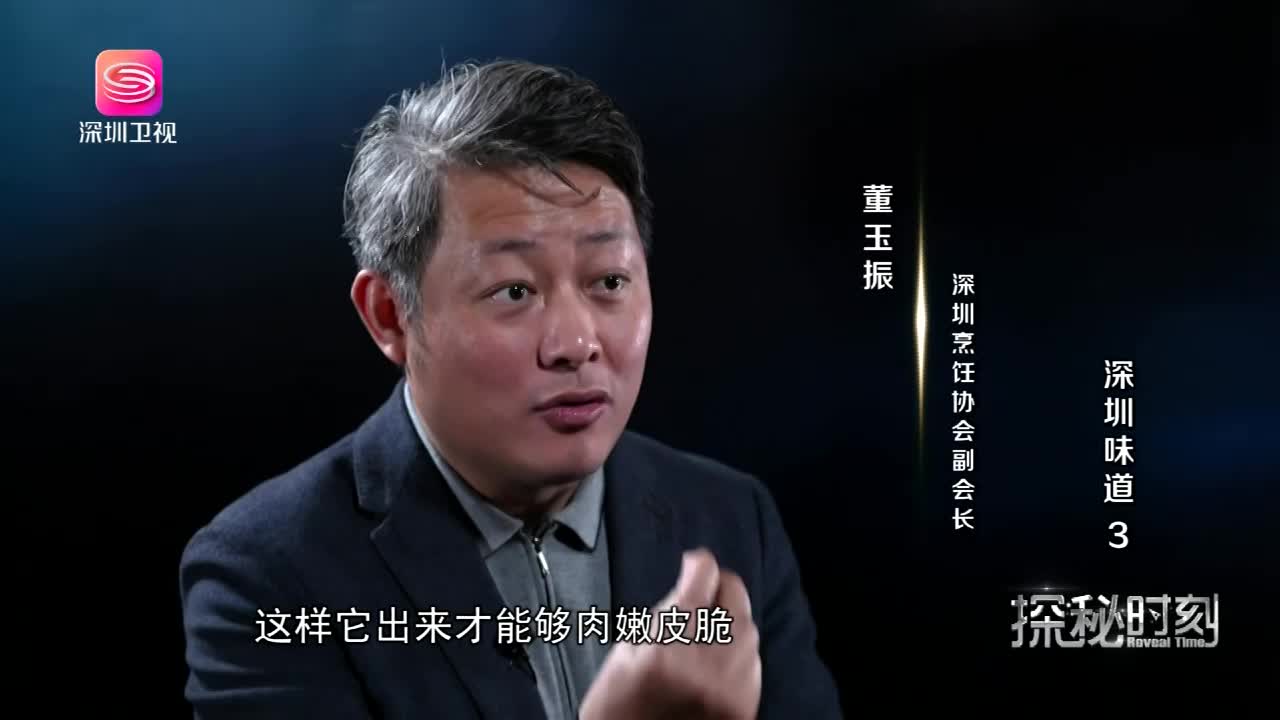 深圳卫视
董玉振
深圳烹饪协会副会长
深圳味道3
这样它出来才能够肉嫩皮脆
探秘时刻
Reveal Time